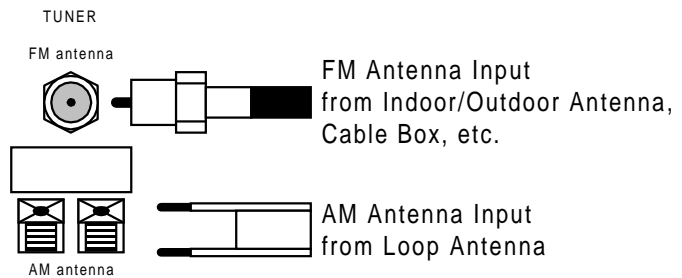 TUNER
FM antenna
FM Antenna Input
from Indoor/Outdoor Antenna,
Cable Box, etc.
AM Antenna Input
from Loop Antenna
AM antenna